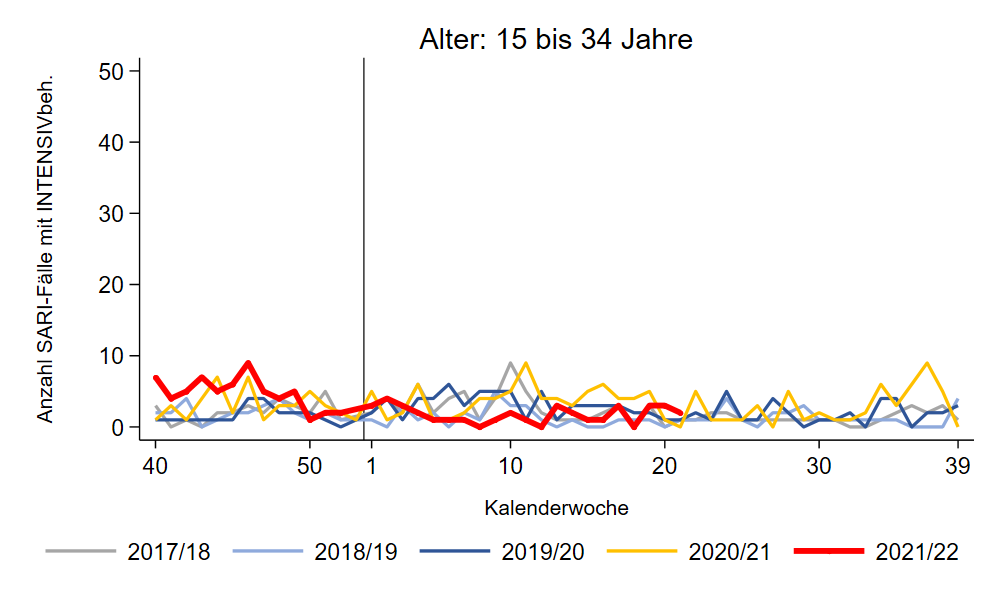 Alter: 15 bis 34 Jahre
Anzahl SARI-Fälle mit INTENSIVbeh.
50
40
30
20
10
0
40 50 1 10 20 30 39
Kalenderwoche
2017/18 2018/19 2019/20 2020/21 2021/22